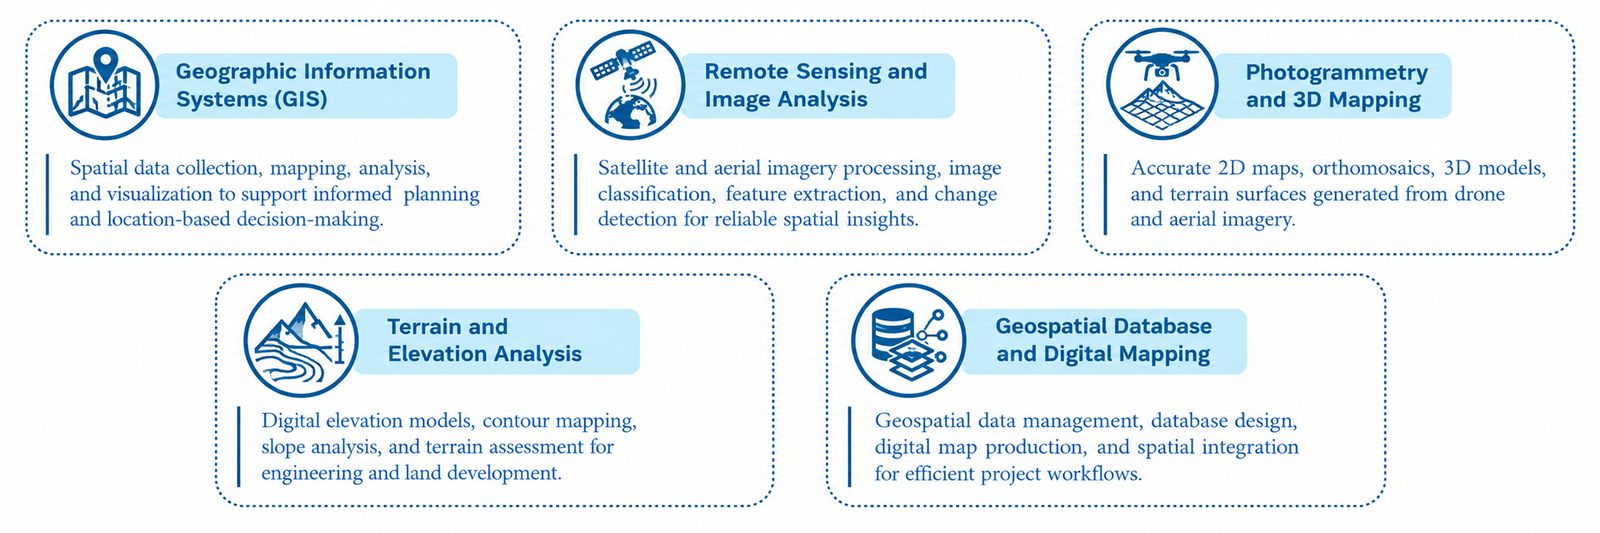 Geographic Information
Systems (GIS)
Spatial data collection, mapping, analysis,
and visualization to support informed planning
and location-based decision-making.
Remote Sensing and
Image Analysis
Satellite and aerial imagery processing, image
classification, feature extraction, and change
detection for reliable spatial insights.
Photogrammetry
and 3D Mapping
Accurate 2D maps, orthomosaics, 3D models,
and terrain surfaces generated from drone
and aerial imagery.
Terrain and
Elevation Analysis
Digital elevation models, contour mapping,
slope analysis, and terrain assessment for
engineering and land development.
Geospatial Database
and Digital Mapping
Geospatial data management, database design,
digital map production, and spatial integration
for efficient project workflows.